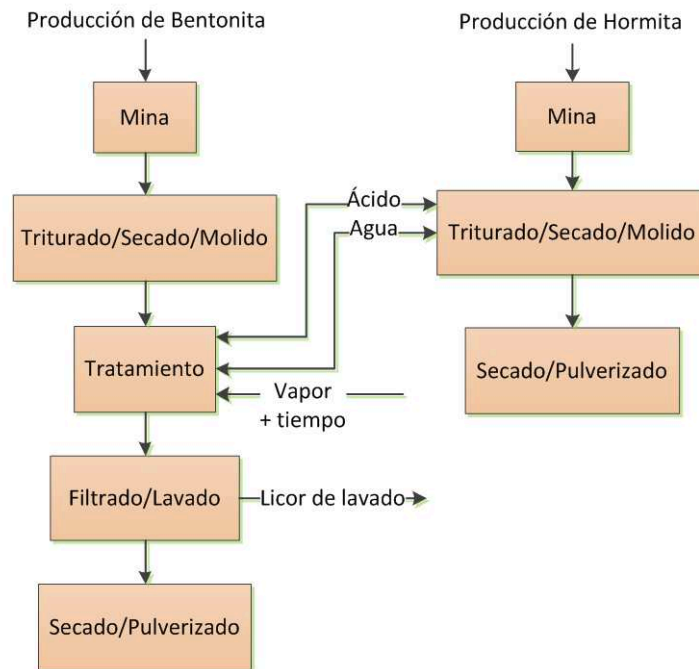 Producción de Bentonita
Mina
Triturado/Secado/Molido
Tratamiento
Filtrado/Lavado
Secado/Pulverizado
Ácido
Agua
Vapor
+ tiempo
Licor de lavado
Producción de Hormita
Mina
Triturado/Secado/Molido
Secado/Pulverizado